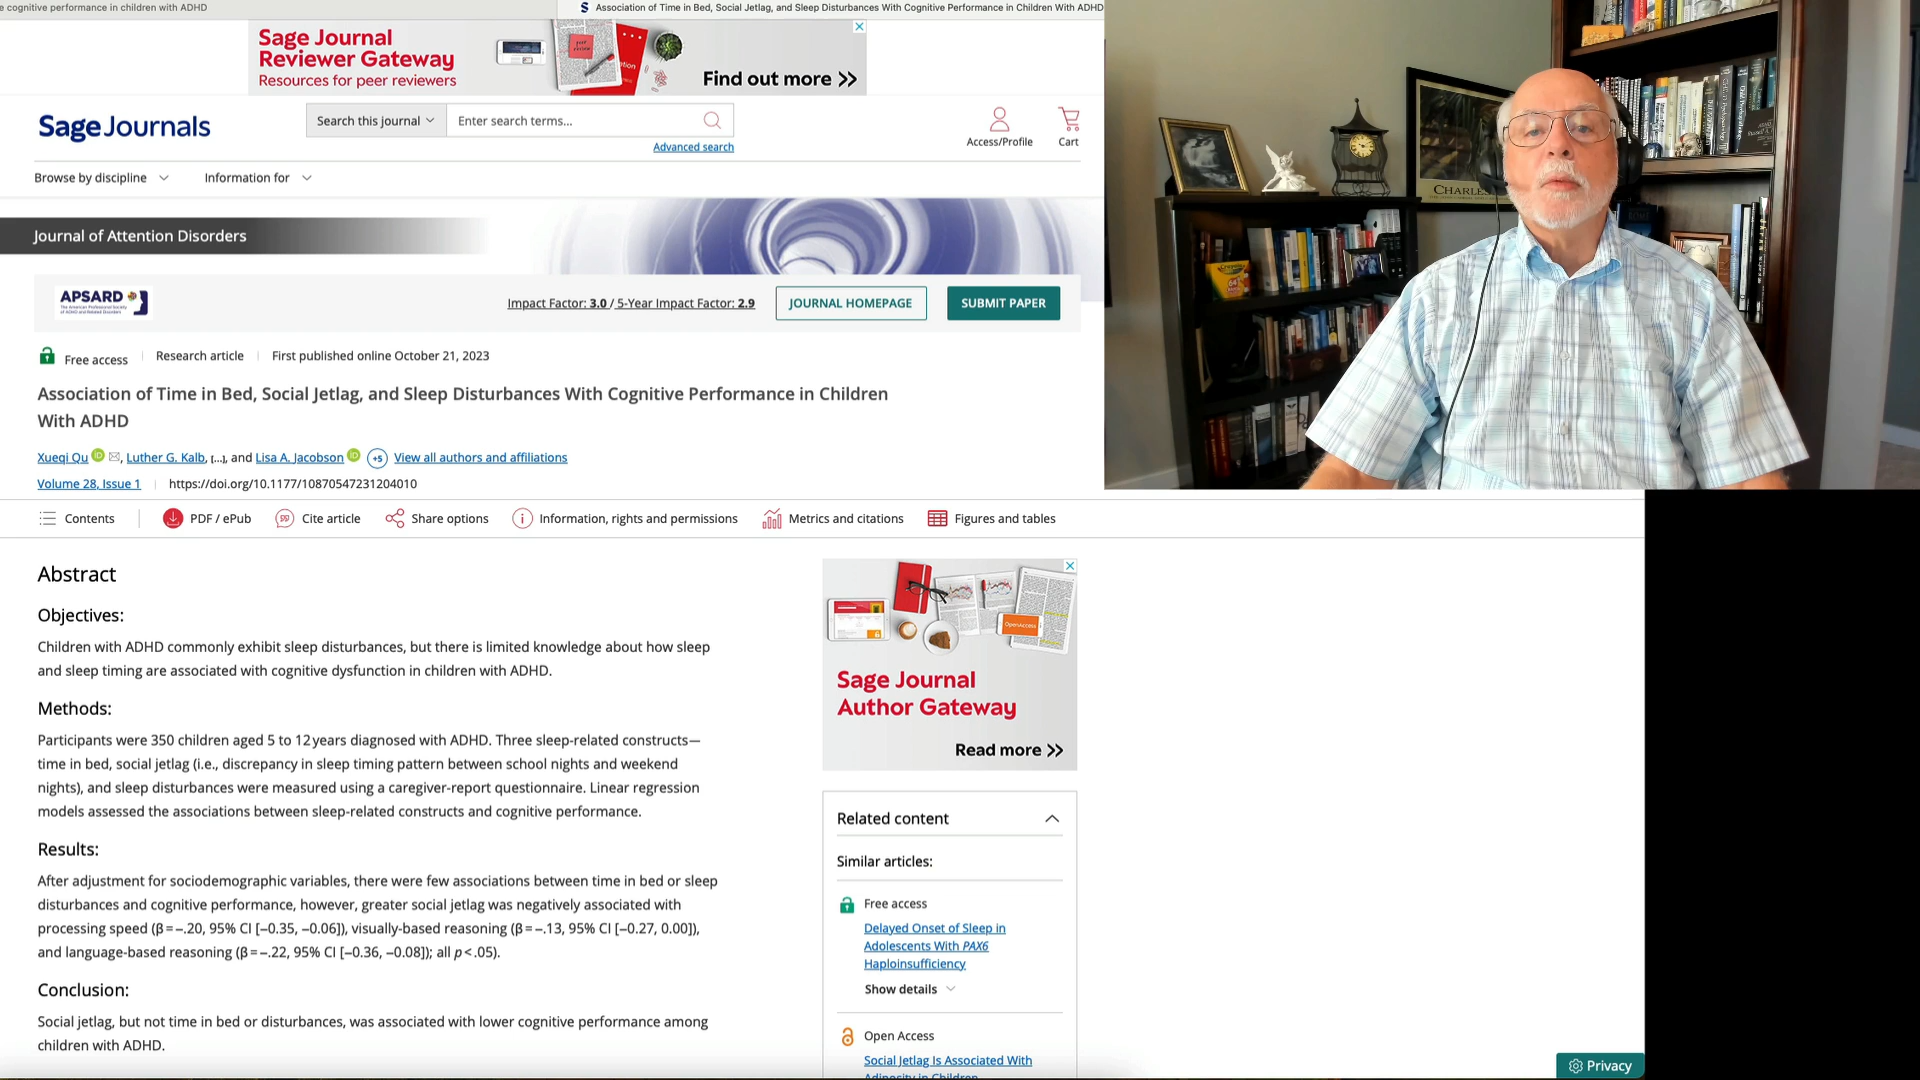 e cognitive performance in children with ADHD
S Association of Time in Bed, Social Jetlag, and Sleep Disturbances With Cognitive Performance in Children With ADHD
Sage Journal
Reviewer Gateway
Resources for peer reviewers
Find out more >>
Sage Journals
Search this journal
Enter search terms...
Advanced search
Access/Profile
Cart
Browse by discipline
Information for
Journal of Attention Disorders
APSARD
Impact Factor: 3.0 / 5-Year Impact Factor: 2.9
JOURNAL HOMEPAGE
SUBMIT PAPER
Free access
Research article
First published online October 21, 2023
Association of Time in Bed, Social Jetlag, and Sleep Disturbances With Cognitive Performance in Children
With ADHD
Xueqi Qu iD, Luther G. Kalb, [...], and Lisa A. Jacobson iD +5 View all authors and affiliations
Volume 28, Issue 1
https://doi.org/10.1177/10870547231204010
Contents
PDF / ePub
Cite article
Share options
Information, rights and permissions
Metrics and citations
Figures and tables
Abstract
Objectives:
Children with ADHD commonly exhibit sleep disturbances, but there is limited knowledge about how sleep
and sleep timing are associated with cognitive dysfunction in children with ADHD.
Methods:
Participants were 350 children aged 5 to 12 years diagnosed with ADHD. Three sleep-related constructs—
time in bed, social jetlag (i.e., discrepancy in sleep timing pattern between school nights and weekend
nights), and sleep disturbances were measured using a caregiver-report questionnaire. Linear regression
models assessed the associations between sleep-related constructs and cognitive performance.
Results:
After adjustment for sociodemographic variables, there were few associations between time in bed or sleep
disturbances and cognitive performance, however, greater social jetlag was negatively associated with
processing speed (β = −.20, 95% CI [−0.35, −0.06]), visually-based reasoning (β = −.13, 95% CI [−0.27, 0.00]),
and language-based reasoning (β = −.22, 95% CI [−0.36, −0.08]); all p < .05).
Conclusion:
Social jetlag, but not time in bed or disturbances, was associated with lower cognitive performance among
children with ADHD.
OpenAccess
Sage Journal
Author Gateway
Read more >>
Related content
Similar articles:
Free access
Delayed Onset of Sleep in
Adolescents With PAX6
Haploinsufficiency
Show details
Open Access
Social Jetlag Is Associated With
Adiposity in Children
Privacy
CHARLES